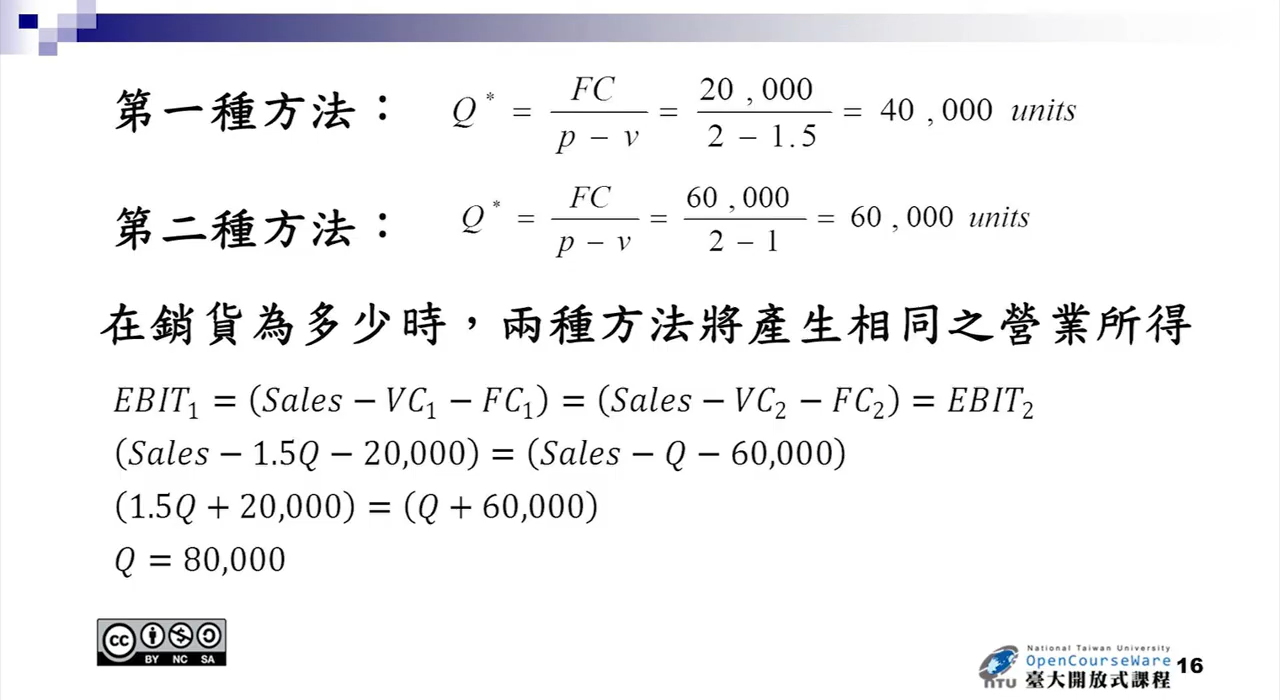 第一種方法： Q* = FC / (p − v) = 20,000 / (2 − 1.5) = 40,000 units
第二種方法： Q* = FC / (p − v) = 60,000 / (2 − 1) = 60,000 units
在銷貨為多少時，兩種方法將產生相同之營業所得
EBIT₁ = (Sales − VC₁ − FC₁) = (Sales − VC₂ − FC₂) = EBIT₂
(Sales − 1.5Q − 20,000) = (Sales − Q − 60,000)
(1.5Q + 20,000) = (Q + 60,000)
Q = 80,000
cc BY NC SA
National Taiwan University
OpenCourseWare
NTU 臺大開放式課程
16